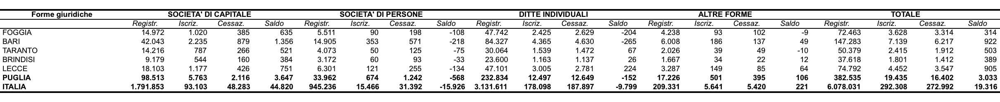 Forme giuridiche SOCIETA' DI CAPITALE SOCIETA' DI PERSONE DITTE INDIVIDUALI ALTRE FORME TOTALE
Registr. Iscriz. Cessaz. Saldo Registr. Iscriz. Cessaz. Saldo Registr. Iscriz. Cessaz. Saldo Registr. Iscriz. Cessaz. Saldo Registr. Iscriz. Cessaz. Saldo
FOGGIA 14.972 1.020 385 635 5.511 90 198 -108 47.742 2.425 2.629 -204 4.238 93 102 -9 72.463 3.628 3.314 314
BARI 42.043 2.235 879 1.356 14.905 353 571 -218 84.327 4.365 4.630 -265 6.008 186 137 49 147.283 7.139 6.217 922
TARANTO 14.216 787 266 521 4.073 50 125 -75 30.064 1.539 1.472 67 2.026 39 49 -10 50.379 2.415 1.912 503
BRINDISI 9.179 544 160 384 3.172 60 93 -33 23.600 1.163 1.137 26 1.667 34 22 12 37.618 1.801 1.412 389
LECCE 18.103 1.177 426 751 6.301 121 255 -134 47.101 3.005 2.781 224 3.287 149 85 64 74.792 4.452 3.547 905
PUGLIA 98.513 5.763 2.116 3.647 33.962 674 1.242 -568 232.834 12.497 12.649 -152 17.226 501 395 106 382.535 19.435 16.402 3.033
ITALIA 1.791.853 93.103 48.283 44.820 945.236 15.466 31.392 -15.926 3.131.611 178.098 187.897 -9.799 209.331 5.641 5.420 221 6.078.031 292.308 272.992 19.316